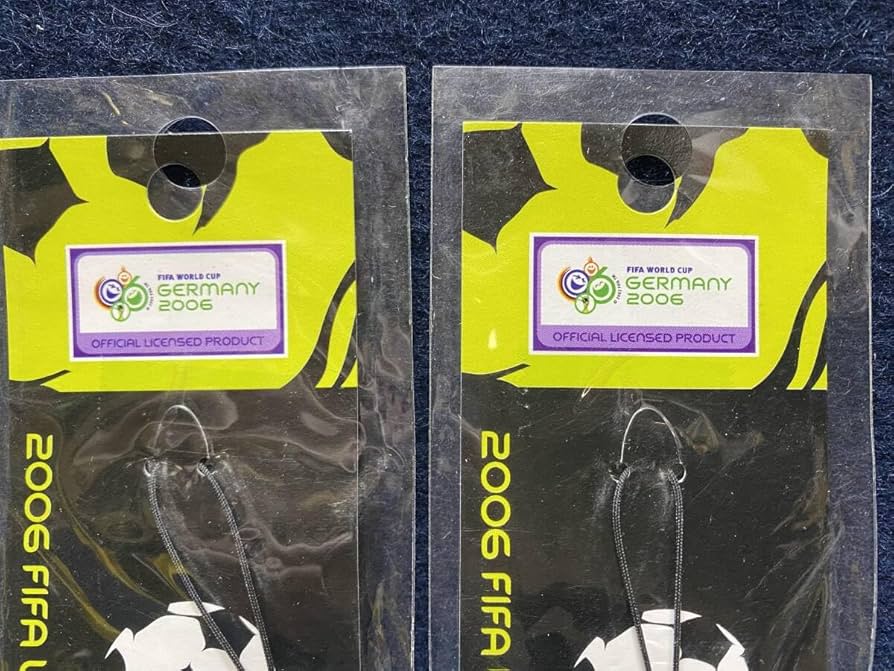 FIFA WORLD CUP
GERMANY
2006
OFFICIAL LICENSED PRODUCT
2006 FIFA
FIFA WORLD CUP
GERMANY
2006
OFFICIAL LICENSED PRODUCT
2006 FIFA